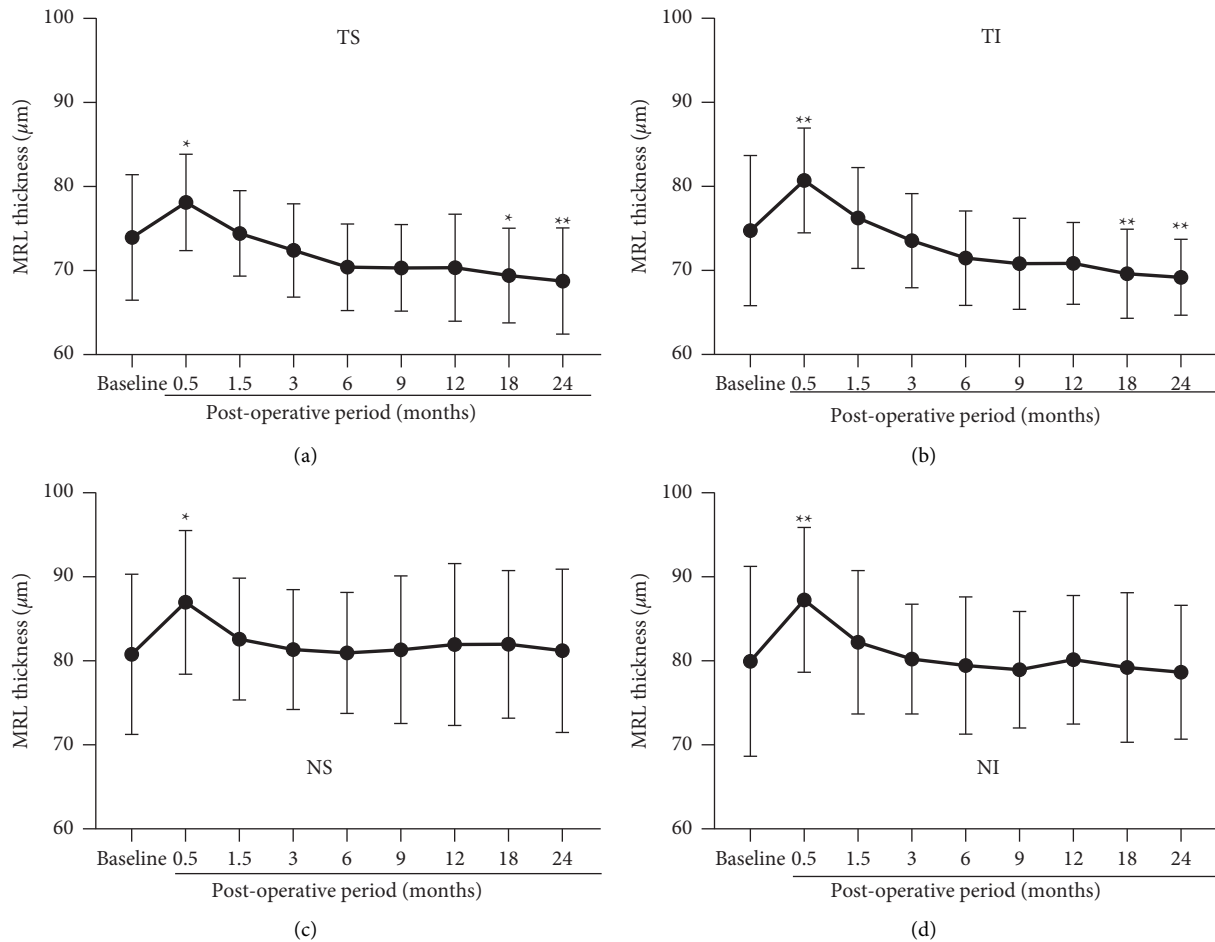 100
TS
90
MRL thickness (μm)
*
80
*
**
70
60
Baseline 0.5 1.5 3 6 9 12 18 24
Post-operative period (months)
(a)
100
TI
90
MRL thickness (μm)
**
80
**
**
70
60
Baseline 0.5 1.5 3 6 9 12 18 24
Post-operative period (months)
(b)
100
*
90
MRL thickness (μm)
80
70
NS
60
Baseline 0.5 1.5 3 6 9 12 18 24
Post-operative period (months)
(c)
100
**
90
MRL thickness (μm)
80
70
NI
60
Baseline 0.5 1.5 3 6 9 12 18 24
Post-operative period (months)
(d)